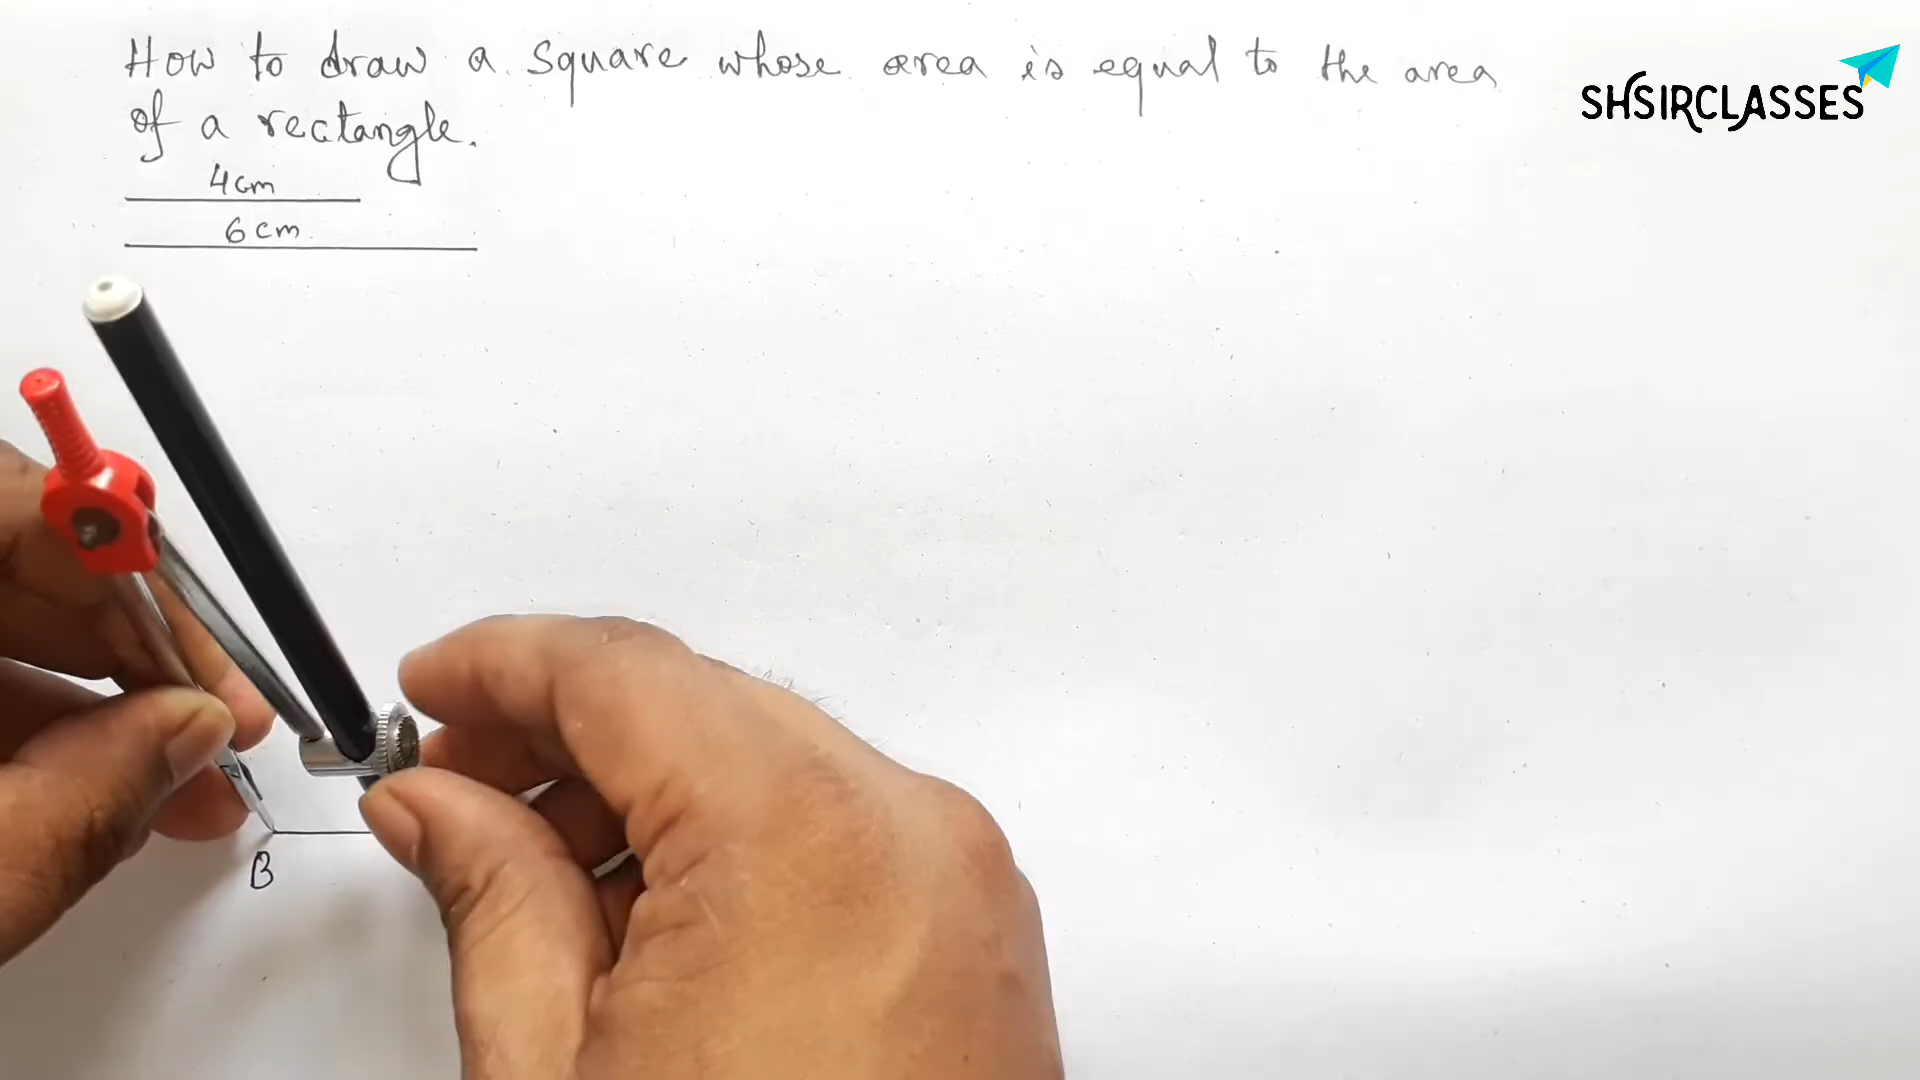 How to draw a square whose area is equal to the area
of a rectangle.
4cm
6cm
B
SHSIRCLASSES